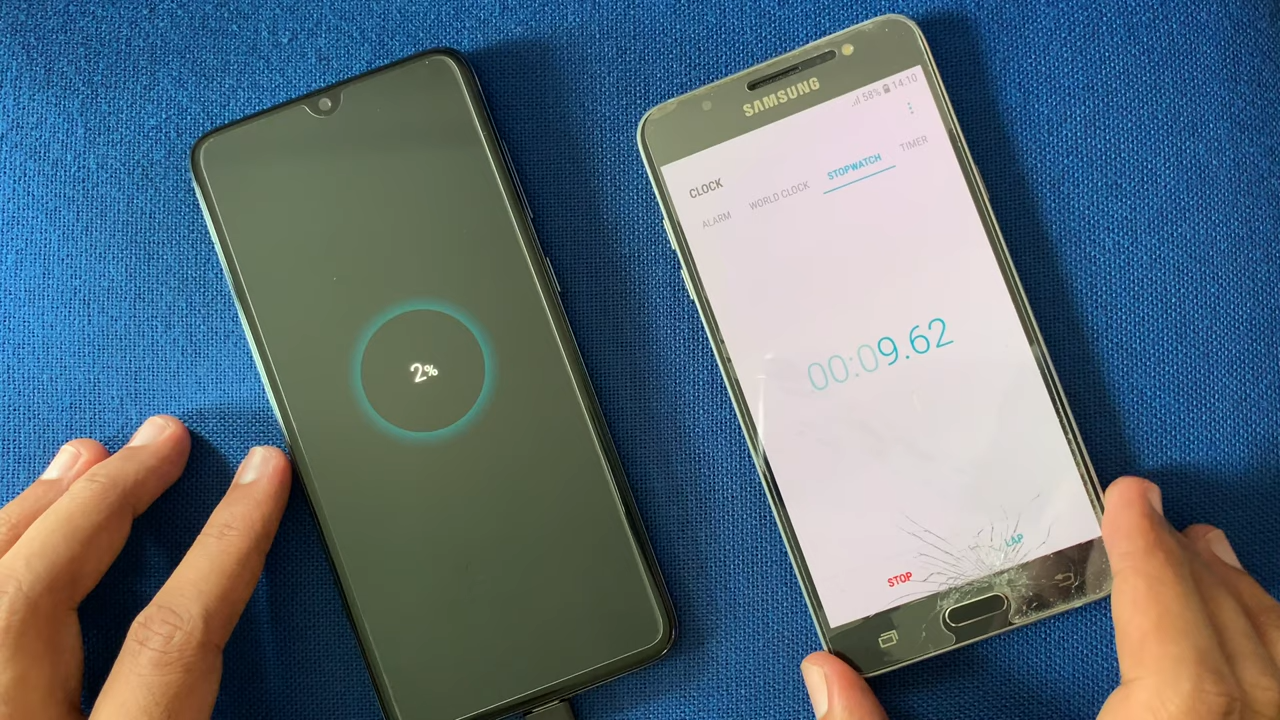 2%
SAMSUNG
58% 14:10
CLOCK
ALARM WORLD CLOCK STOPWATCH TIMER
00:09.62
STOP LAP